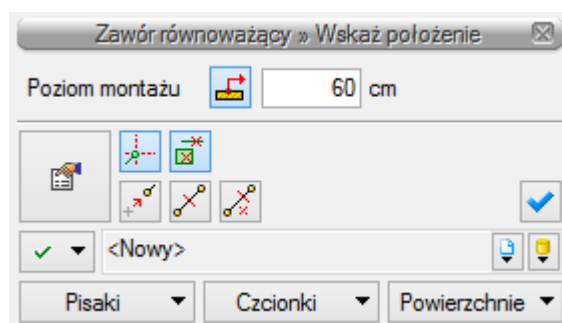 Zawór równoważący » Wskaż położenie
Poziom montażu 60 cm
<Nowy>
Pisaki Czcionki Powierzchnie